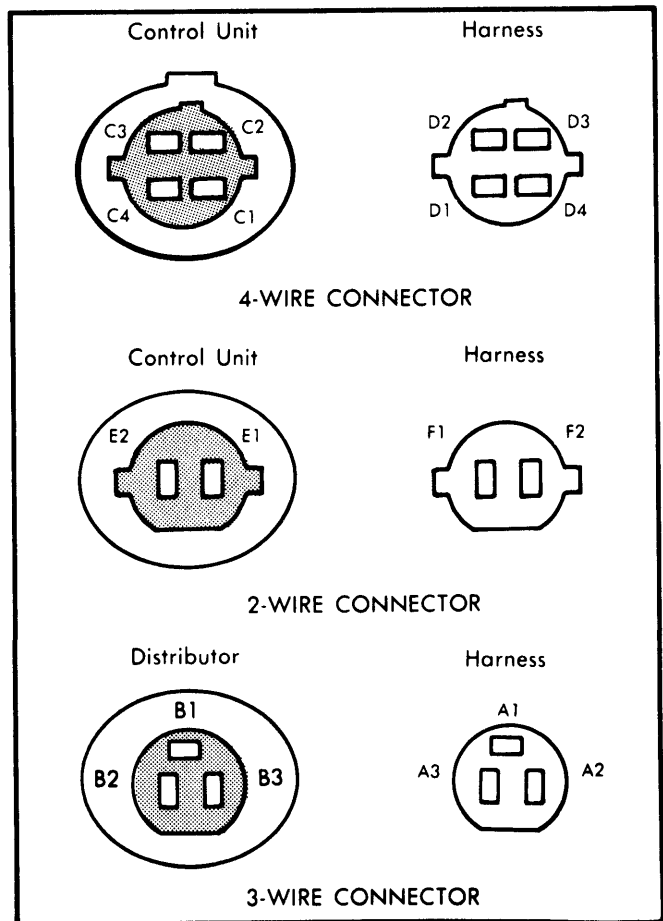 Control Unit Harness
C3 C2 D2 D3
C4 C1 D1 D4
4-WIRE CONNECTOR
Control Unit Harness
E2 E1 F1 F2
2-WIRE CONNECTOR
Distributor Harness
B1 A1
B2 B3 A3 A2
3-WIRE CONNECTOR